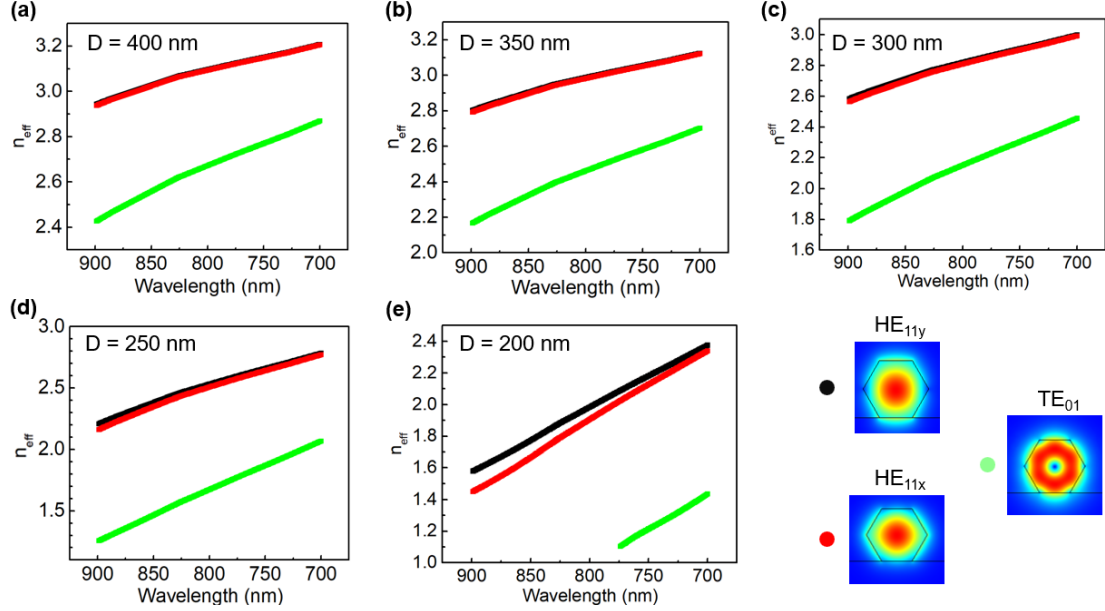 (a)
D = 400 nm
3.2
3.0
2.8
2.6
2.4
n_eff
900 850 800 750 700
Wavelength (nm)
(b)
D = 350 nm
3.2
3.0
2.8
2.6
2.4
2.2
2.0
n_eff
900 850 800 750 700
Wavelength (nm)
(c)
D = 300 nm
3.0
2.8
2.6
2.4
2.2
2.0
1.8
1.6
n^eff
900 850 800 750 700
Wavelength (nm)
(d)
D = 250 nm
3.0
2.5
2.0
1.5
n_eff
900 850 800 750 700
Wavelength (nm)
(e)
D = 200 nm
2.4
2.2
2.0
1.8
1.6
1.4
1.2
1.0
n_eff
900 850 800 750 700
Wavelength (nm)
HE_11y
HE_11x
TE_01